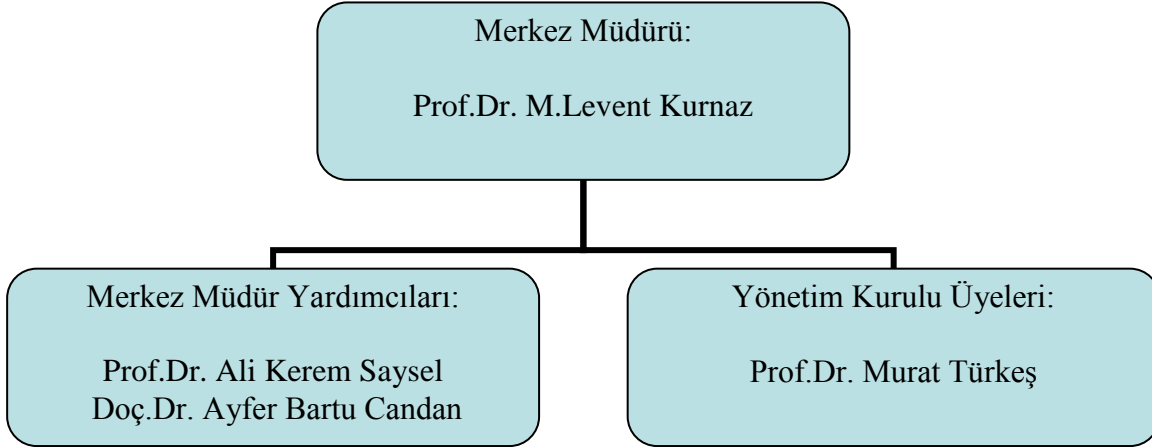 Merkez Müdürü:
Prof.Dr. M.Levent Kurnaz
Merkez Müdür Yardımcıları:
Prof.Dr. Ali Kerem Saysel
Doç.Dr. Ayfer Bartu Candan
Yönetim Kurulu Üyeleri:
Prof.Dr. Murat Türkeş